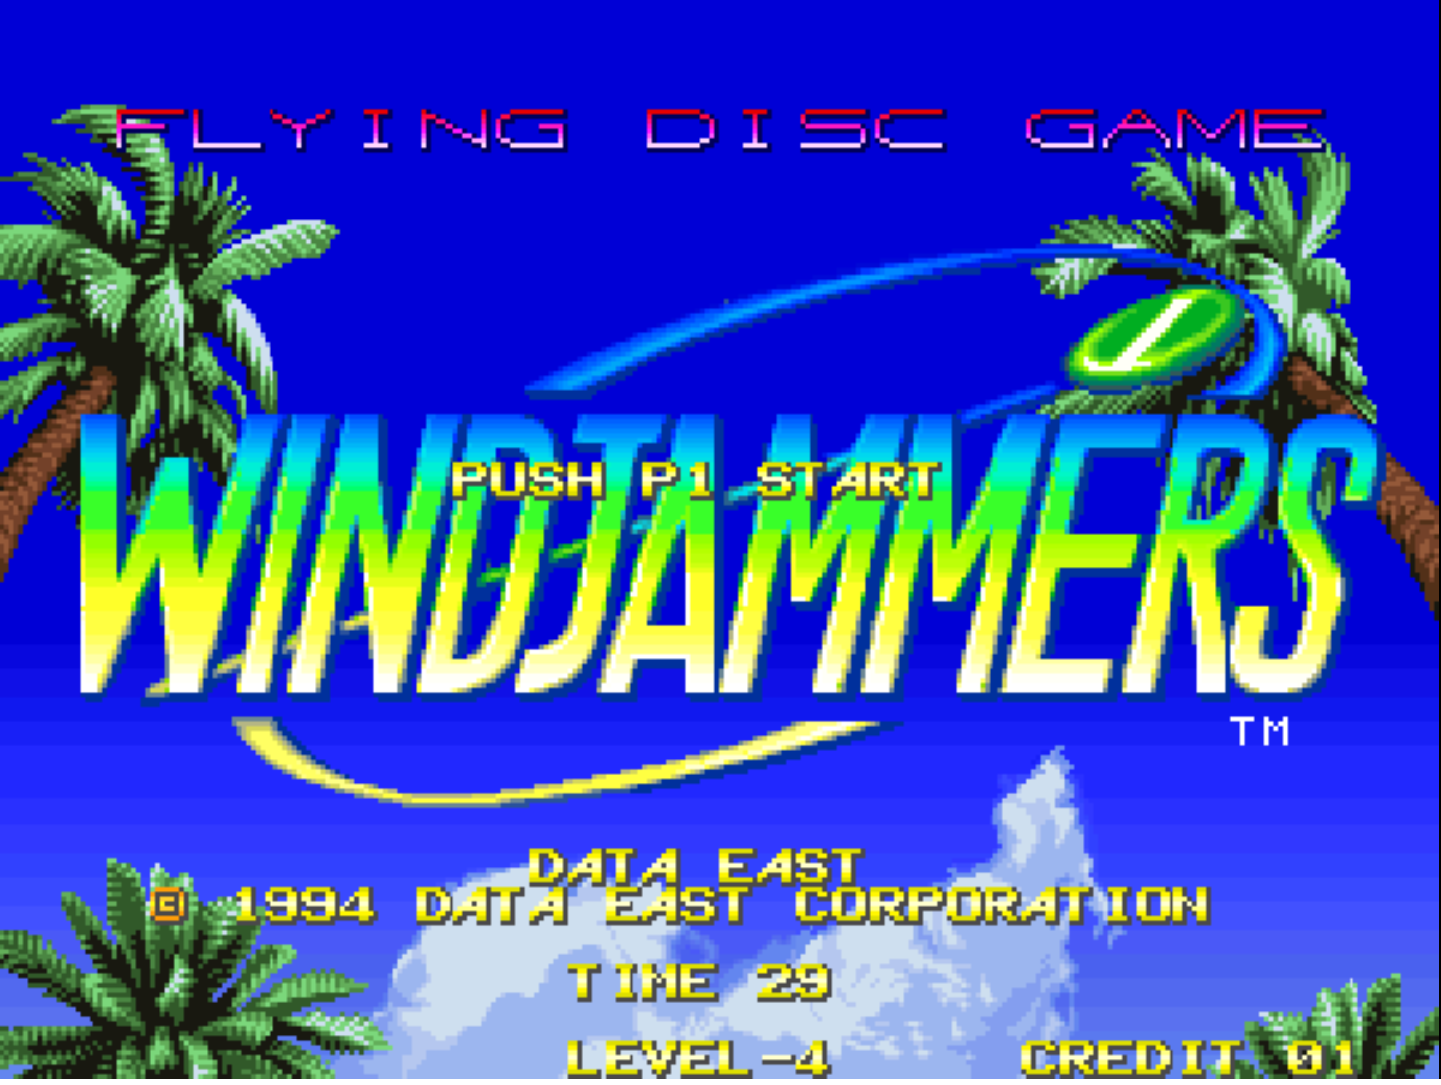 FLYING DISC GAME
WINDJAMMERS
PUSH P1 START
TM
DATA EAST
© 1994 DATA EAST CORPORATION
TIME 29
LEVEL-4 CREDIT 01